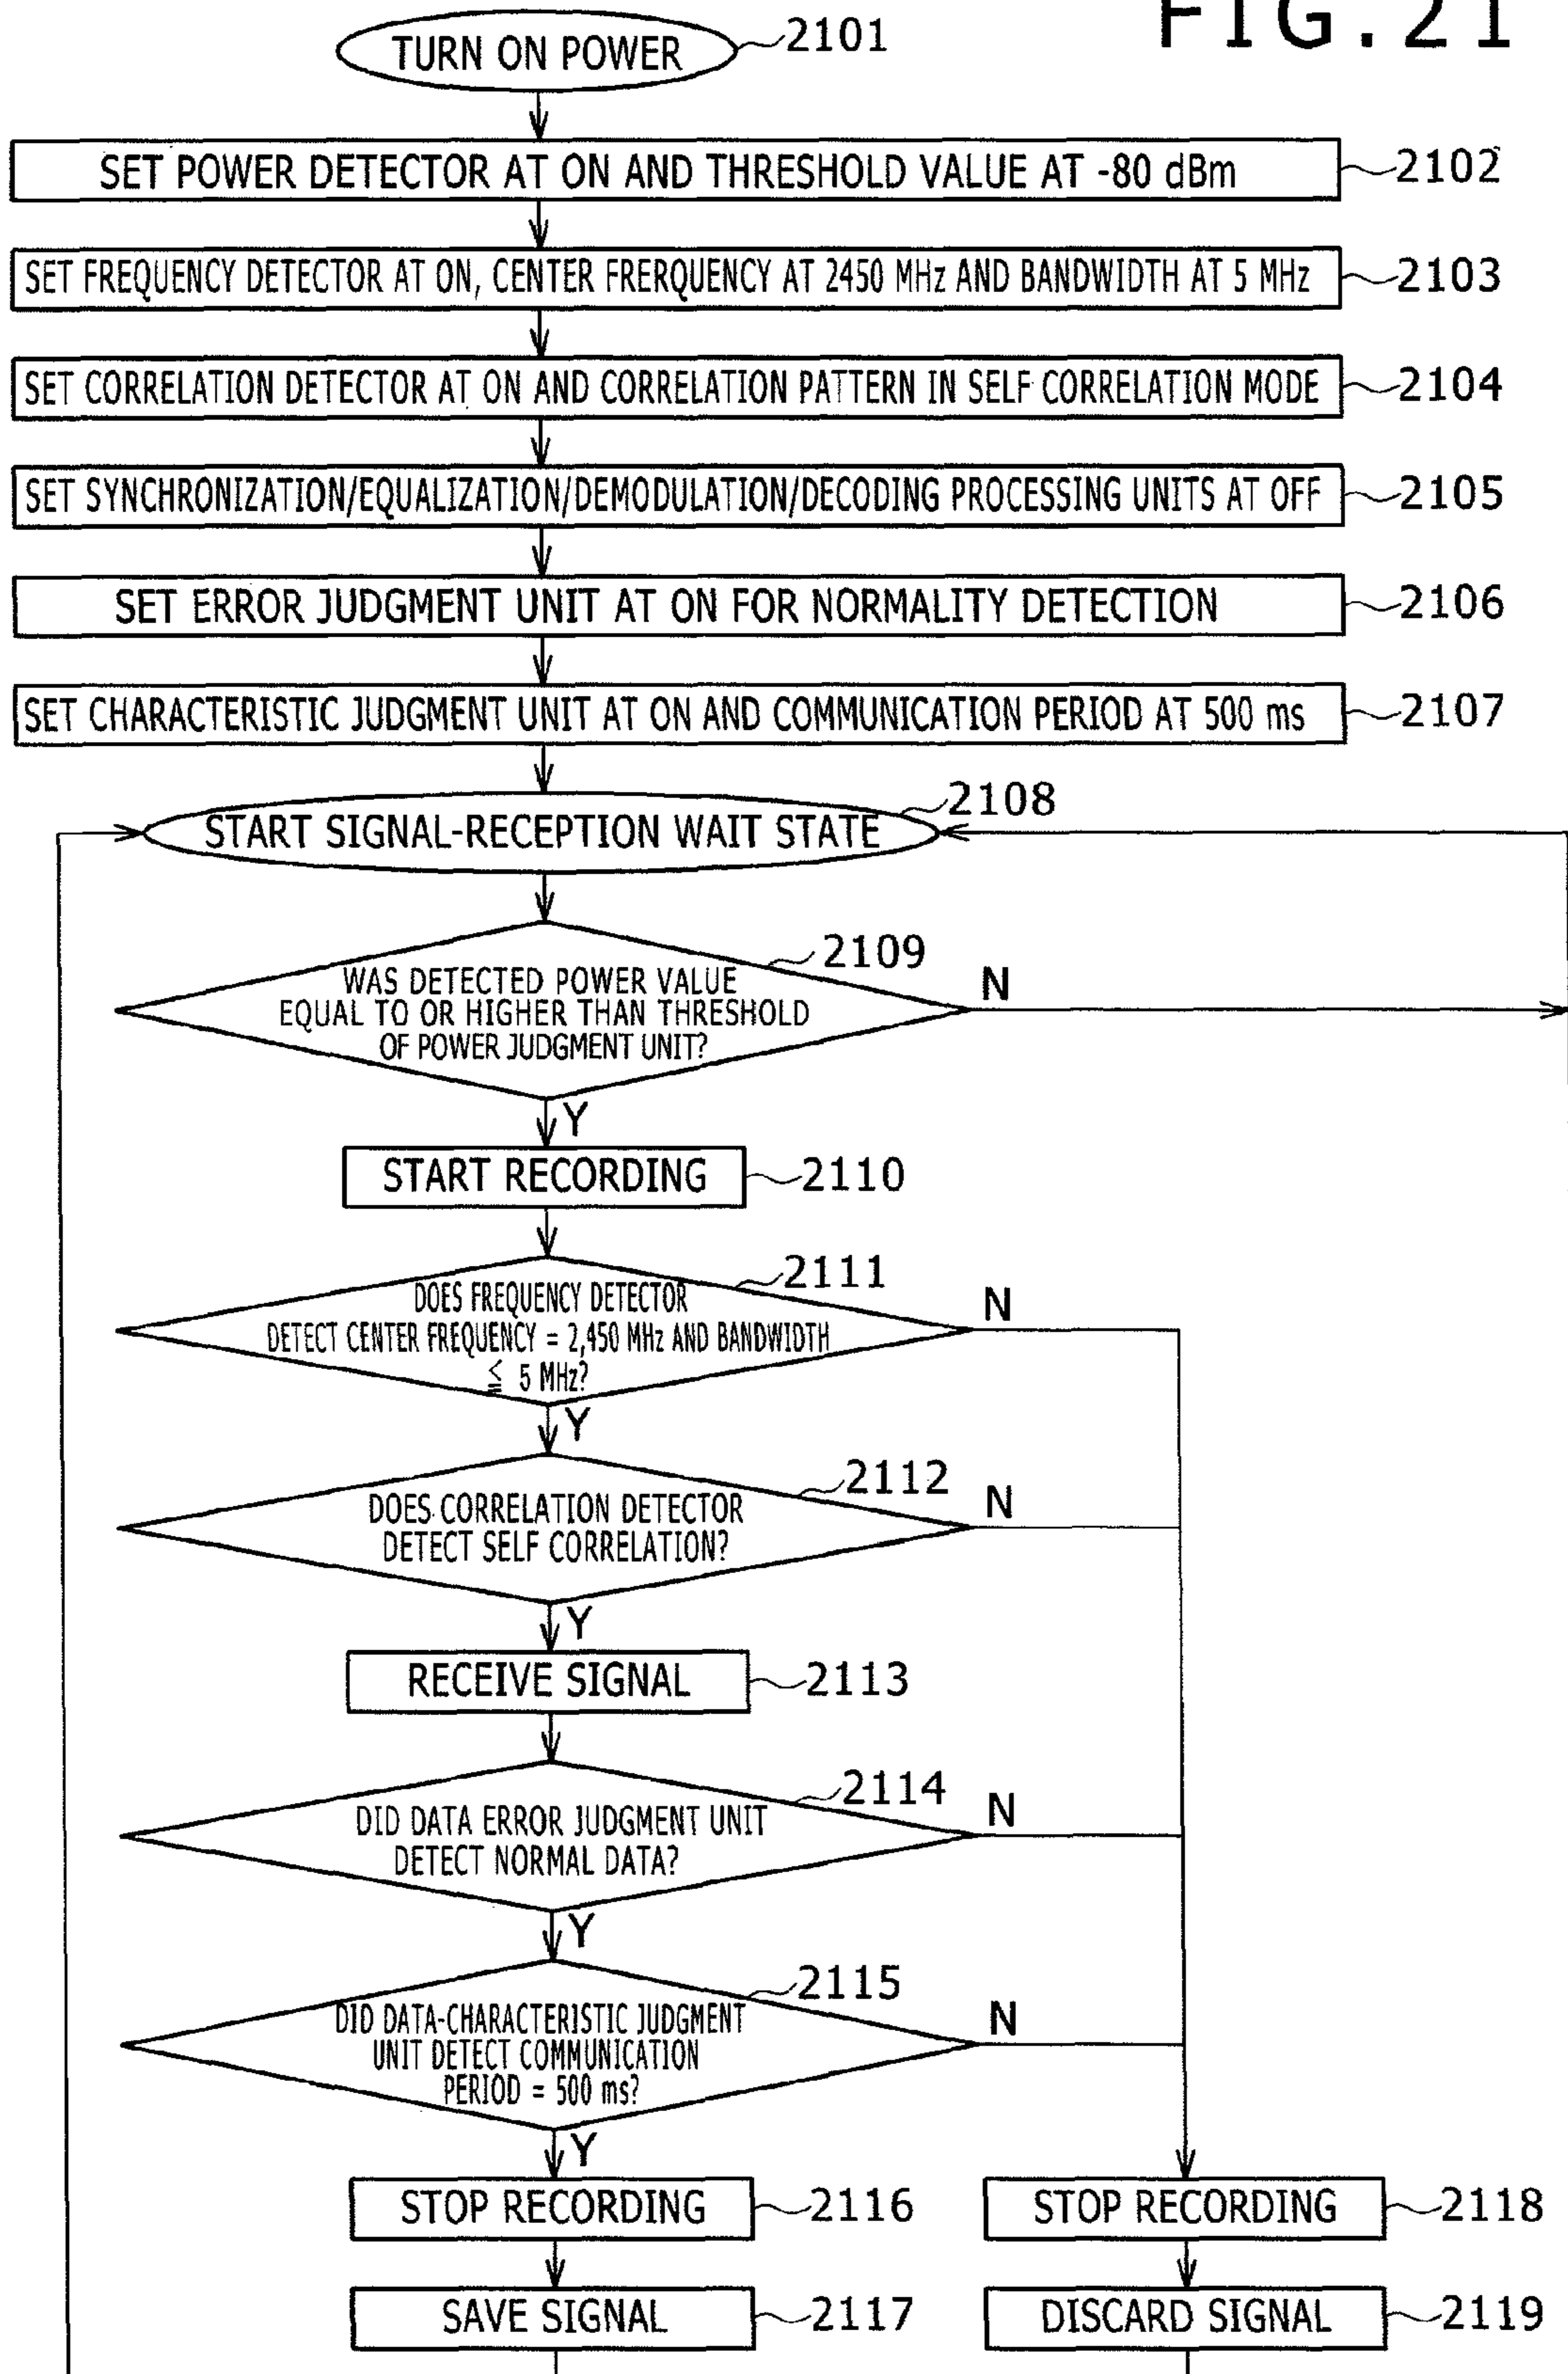 FIG.21
TURN ON POWER
2101
SET POWER DETECTOR AT ON AND THRESHOLD VALUE AT -80 dBm
2102
SET FREQUENCY DETECTOR AT ON, CENTER FRERQUENCY AT 2450 MHz AND BANDWIDTH AT 5 MHz
2103
SET CORRELATION DETECTOR AT ON AND CORRELATION PATTERN IN SELF CORRELATION MODE
2104
SET SYNCHRONIZATION/EQUALIZATION/DEMODULATION/DECODING PROCESSING UNITS AT OFF
2105
SET ERROR JUDGMENT UNIT AT ON FOR NORMALITY DETECTION
2106
SET CHARACTERISTIC JUDGMENT UNIT AT ON AND COMMUNICATION PERIOD AT 500 ms
2107
START SIGNAL-RECEPTION WAIT STATE
2108
WAS DETECTED POWER VALUE
EQUAL TO OR HIGHER THAN THRESHOLD
OF POWER JUDGMENT UNIT?
2109
N
Y
START RECORDING
2110
DOES FREQUENCY DETECTOR
DETECT CENTER FREQUENCY = 2,450 MHz AND BANDWIDTH
≦ 5 MHz?
2111
N
Y
DOES CORRELATION DETECTOR
DETECT SELF CORRELATION?
2112
N
Y
RECEIVE SIGNAL
2113
DID DATA ERROR JUDGMENT UNIT
DETECT NORMAL DATA?
2114
N
Y
DID DATA-CHARACTERISTIC JUDGMENT
UNIT DETECT COMMUNICATION
PERIOD = 500 ms?
2115
N
Y
STOP RECORDING
2116
STOP RECORDING
2118
SAVE SIGNAL
2117
DISCARD SIGNAL
2119